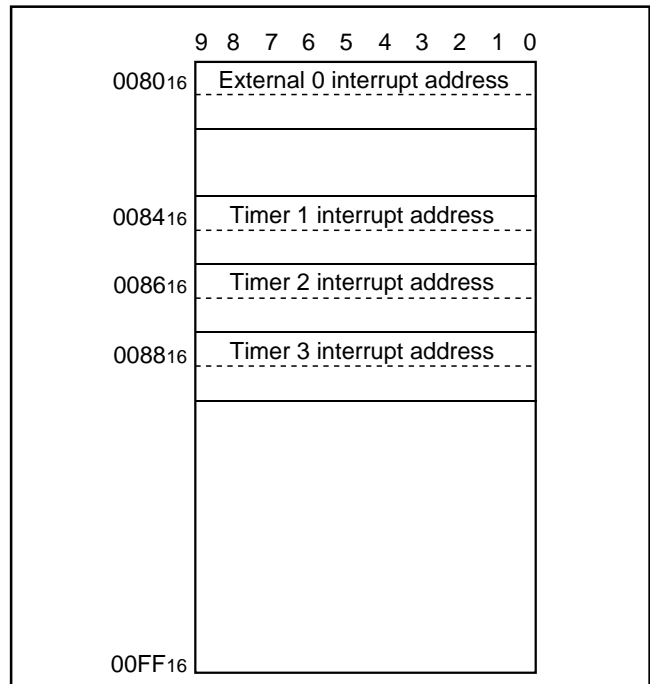 9 8 7 6 5 4 3 2 1 0
008016 External 0 interrupt address
008416 Timer 1 interrupt address
008616 Timer 2 interrupt address
008816 Timer 3 interrupt address
00FF16